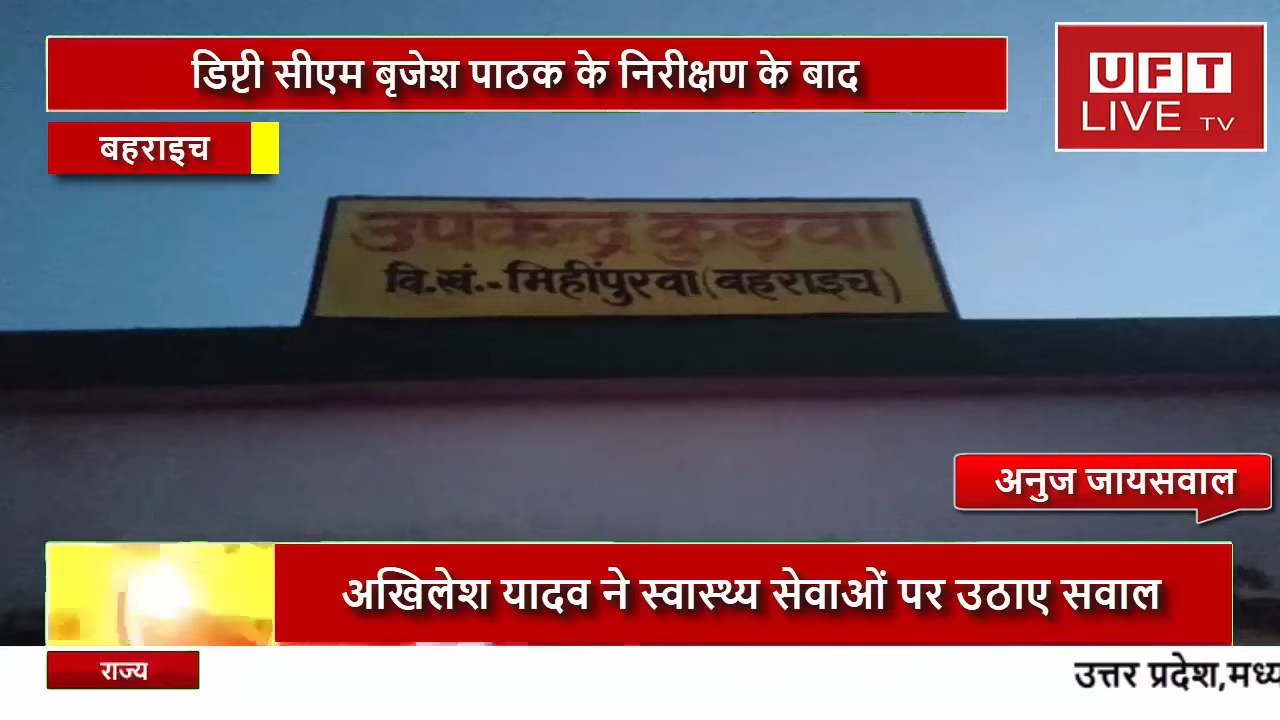 डिप्टी सीएम बृजेश पाठक के निरीक्षण के बाद
UFT
LIVE TV
बहराइच
उपकेन्द्र कुड़वा
वि.खं.-मिहींपुरवा(बहराइच)
अनुज जायसवाल
अखिलेश यादव ने स्वास्थ्य सेवाओं पर उठाए सवाल
राज्य
उत्तर प्रदेश,मध्य